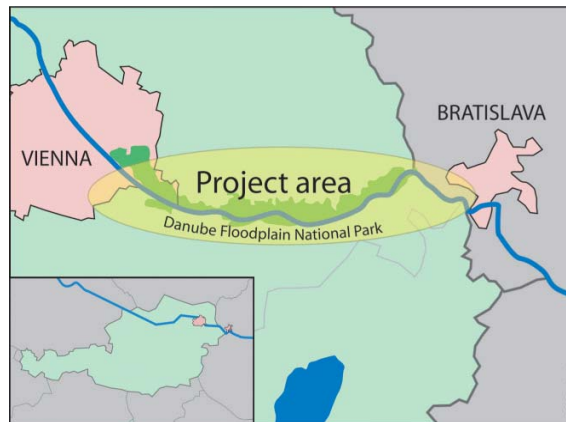 BRATISLAVA
VIENNA
Project area
Danube Floodplain National Park